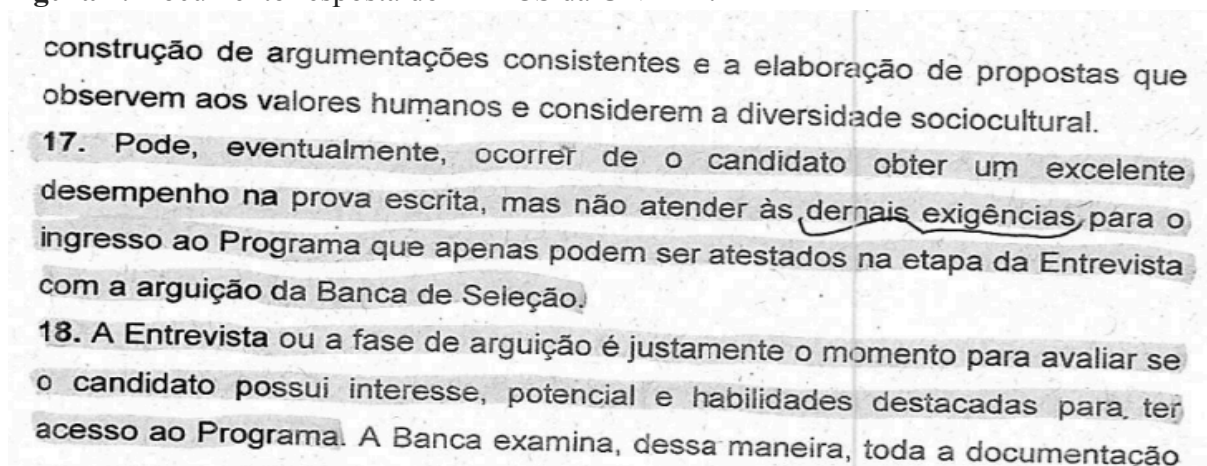 construção de argumentações consistentes e a elaboração de propostas que
observem aos valores humanos e considerem a diversidade sociocultural.
17. Pode, eventualmente, ocorrer de o candidato obter um excelente
desempenho na prova escrita, mas não atender às demais exigências para o
ingresso ao Programa que apenas podem ser atestados na etapa da Entrevista
com a arguição da Banca de Seleção.
18. A Entrevista ou a fase de arguição é justamente o momento para avaliar se
o candidato possui interesse, potencial e habilidades destacadas para ter
acesso ao Programa. A Banca examina, dessa maneira, toda a documentação